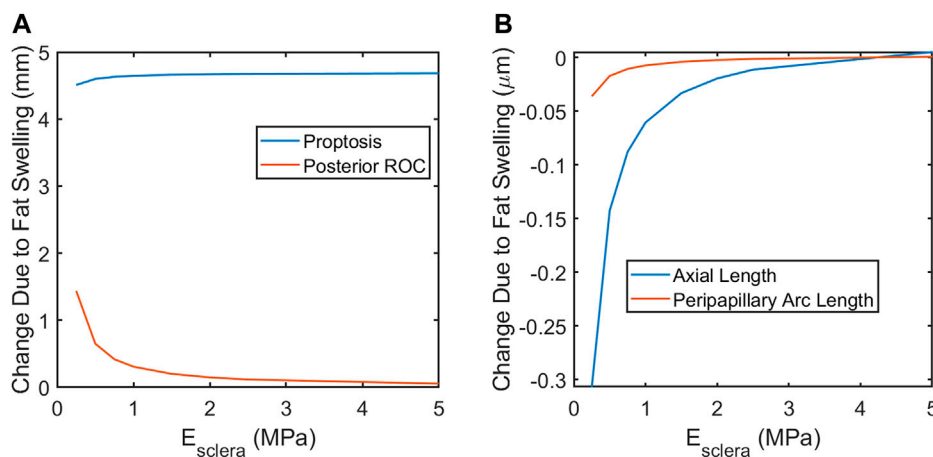 A
Change Due to Fat Swelling (mm)
5
4
3
2
1
0
Proptosis
Posterior ROC
0
1
2
3
4
5
E_sclera (MPa)
B
Change Due to Fat Swelling (μm)
0
-0.05
-0.1
-0.15
-0.2
-0.25
-0.3
Axial Length
Peripapillary Arc Length
0
1
2
3
4
5
E_sclera (MPa)